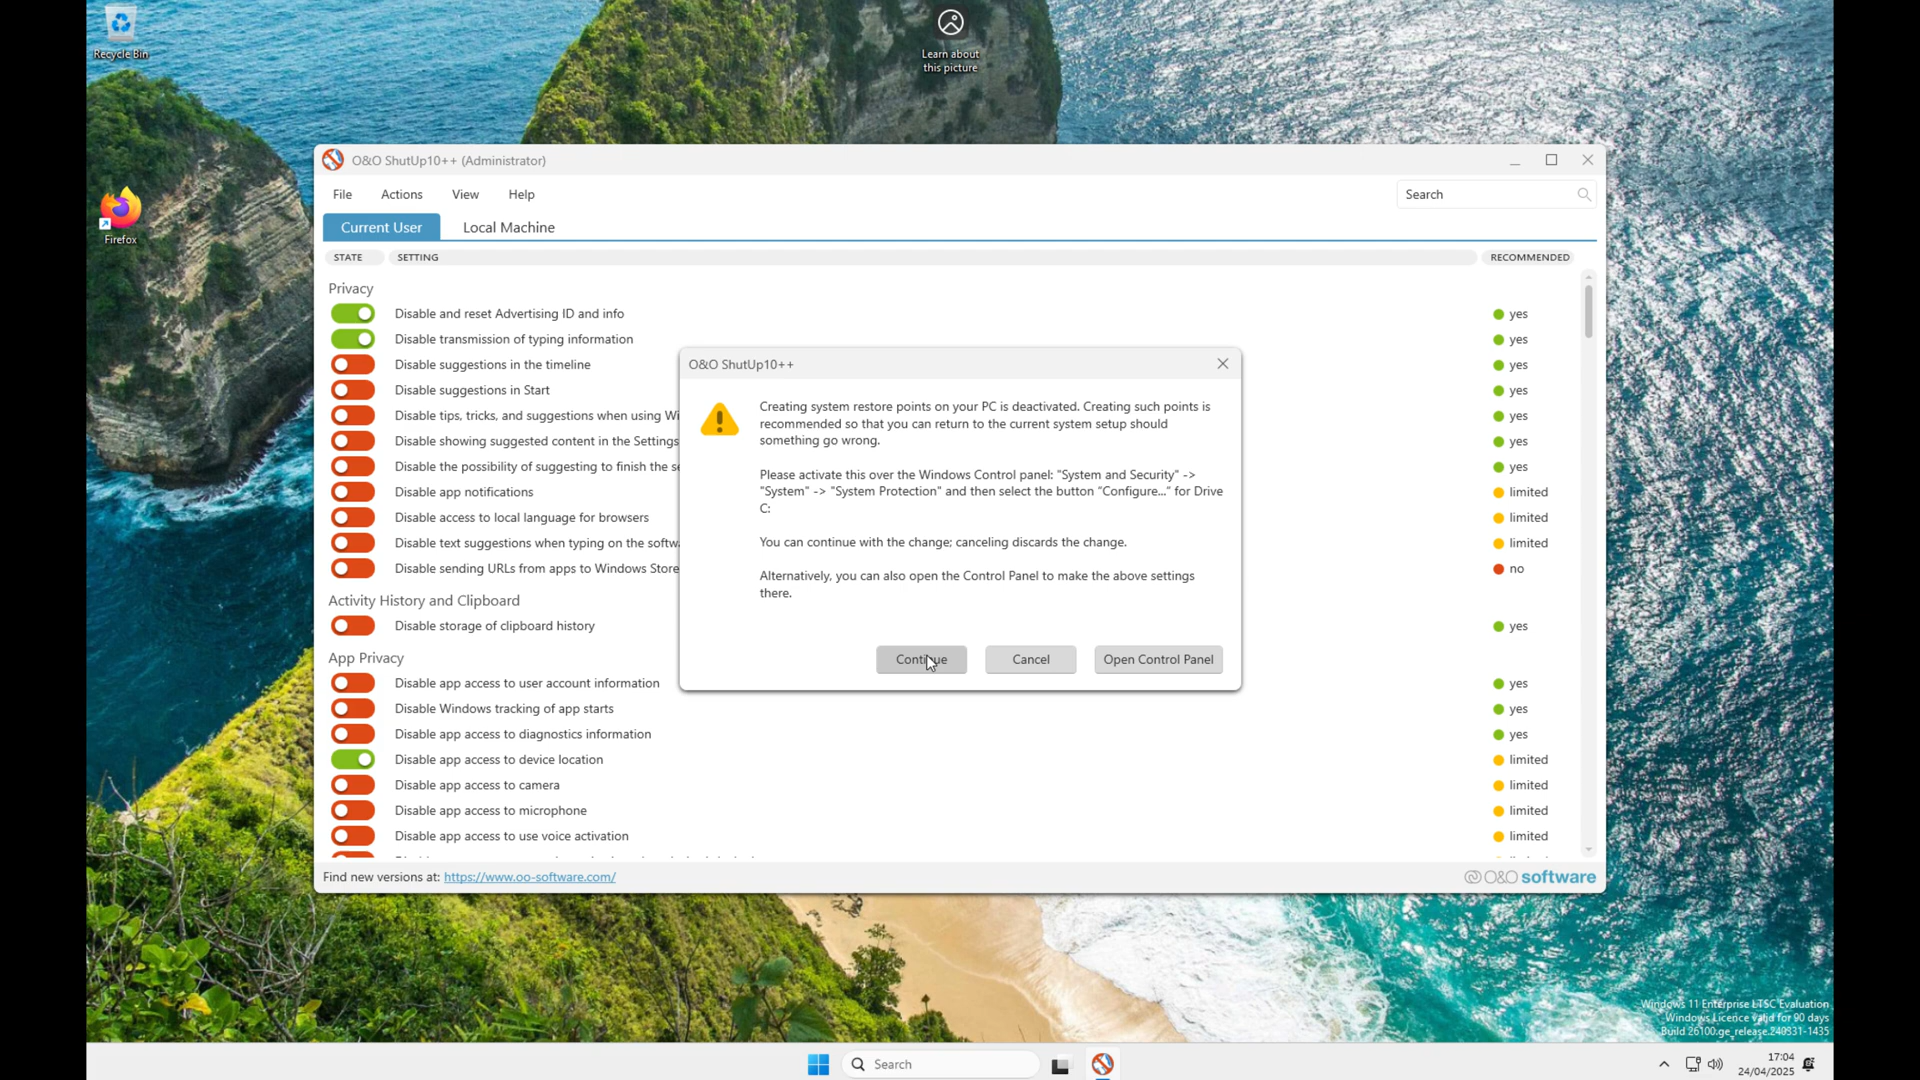 Recycle Bin
Learn about
this picture
Firefox
O&O ShutUp10++ (Administrator)
File
Actions
View
Help
Search
Current User
Local Machine
STATE
SETTING
RECOMMENDED
Privacy
Disable and reset Advertising ID and info
yes
Disable transmission of typing information
yes
Disable suggestions in the timeline
yes
Disable suggestions in Start
yes
Disable tips, tricks, and suggestions when using Wi
yes
Disable showing suggested content in the Settings
yes
Disable the possibility of suggesting to finish the se
yes
Disable app notifications
limited
Disable access to local language for browsers
limited
Disable text suggestions when typing on the softw
limited
Disable sending URLs from apps to Windows Store
no
Activity History and Clipboard
Disable storage of clipboard history
yes
App Privacy
Disable app access to user account information
yes
Disable Windows tracking of app starts
yes
Disable app access to diagnostics information
yes
Disable app access to device location
limited
Disable app access to camera
limited
Disable app access to microphone
limited
Disable app access to use voice activation
limited
Find new versions at: https://www.oo-software.com/
O&O software
O&O ShutUp10++
Creating system restore points on your PC is deactivated. Creating such points is
recommended so that you can return to the current system setup should
something go wrong.
Please activate this over the Windows Control panel: "System and Security" ->
"System" -> "System Protection" and then select the button "Configure..." for Drive
C:
You can continue with the change; canceling discards the change.
Alternatively, you can also open the Control Panel to make the above settings
there.
Continue
Cancel
Open Control Panel
Windows 11 Enterprise LTSC Evaluation
Windows Licence valid for 90 days
Build 26100.ge_release.240331-1435
Search
17:04
24/04/2025